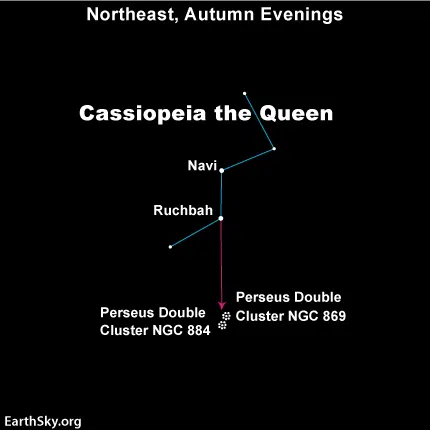 Northeast, Autumn Evenings
Cassiopeia the Queen
Navi
Ruchbah
Perseus Double
Cluster NGC 869
Perseus Double
Cluster NGC 884
EarthSky.org